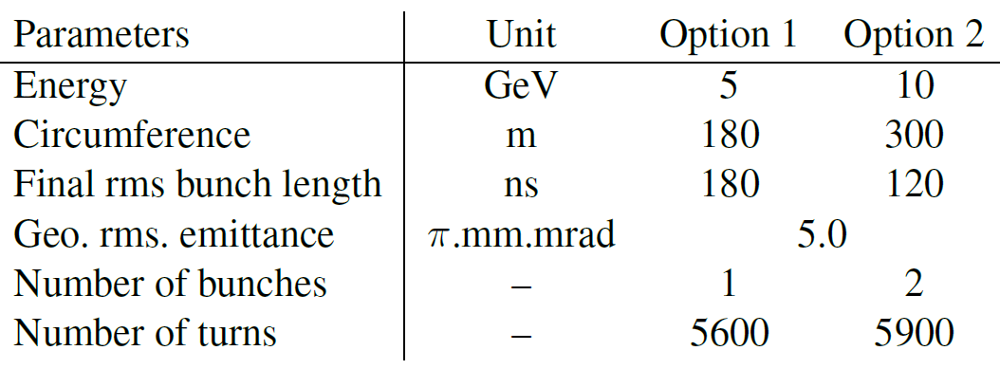 Parameters Unit Option 1 Option 2
Energy GeV 5 10
Circumference m 180 300
Final rms bunch length ns 180 120
Geo. rms. emittance π.mm.mrad 5.0
Number of bunches – 1 2
Number of turns – 5600 5900